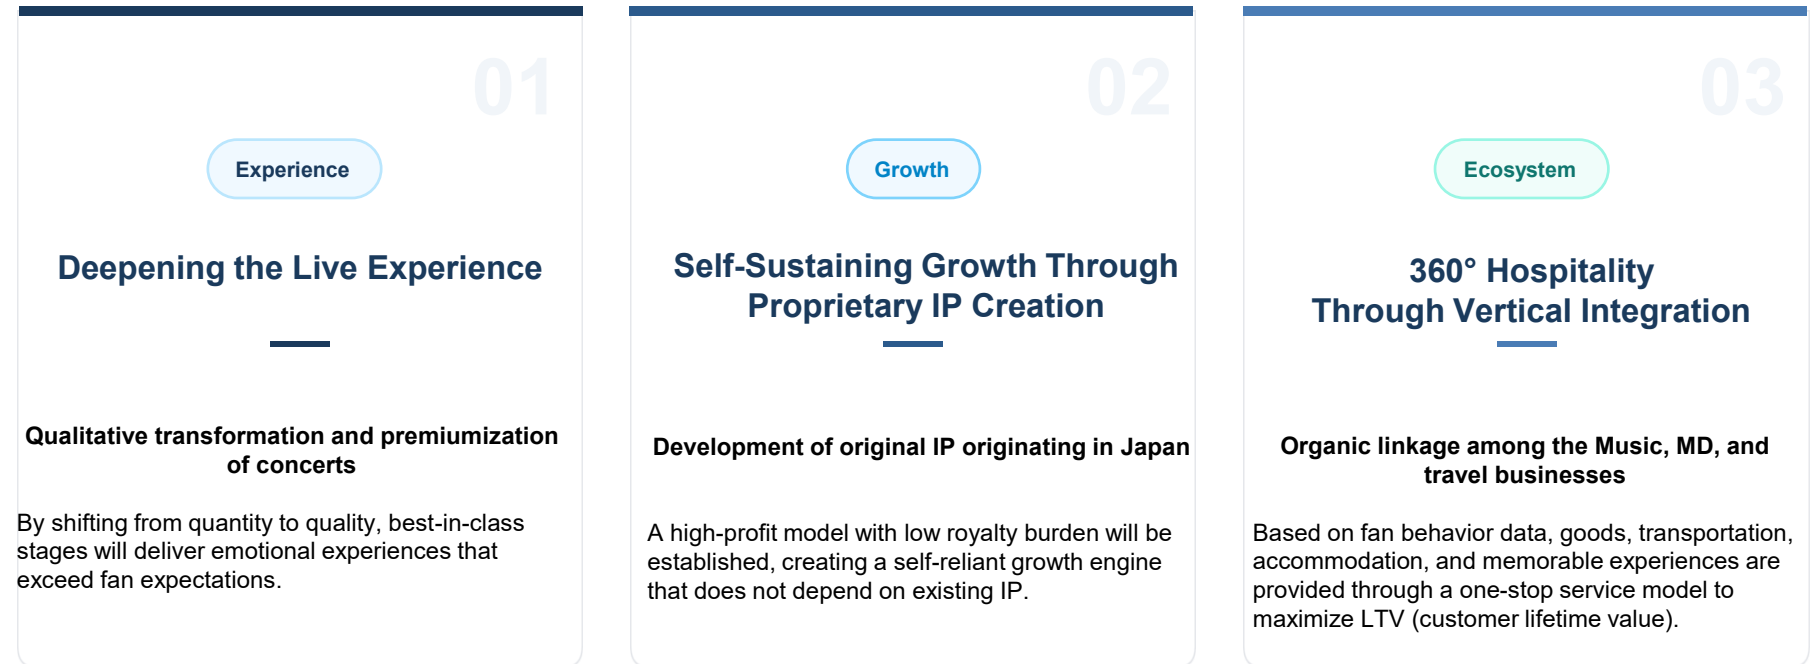 01
Experience
Deepening the Live Experience
Qualitative transformation and premiumization
of concerts
By shifting from quantity to quality, best-in-class
stages will deliver emotional experiences that
exceed fan expectations.
02
Growth
Self-Sustaining Growth Through
Proprietary IP Creation
Development of original IP originating in Japan
A high-profit model with low royalty burden will be
established, creating a self-reliant growth engine
that does not depend on existing IP.
03
Ecosystem
360° Hospitality
Through Vertical Integration
Organic linkage among the Music, MD, and
travel businesses
Based on fan behavior data, goods, transportation,
accommodation, and memorable experiences are
provided through a one-stop service model to
maximize LTV (customer lifetime value).